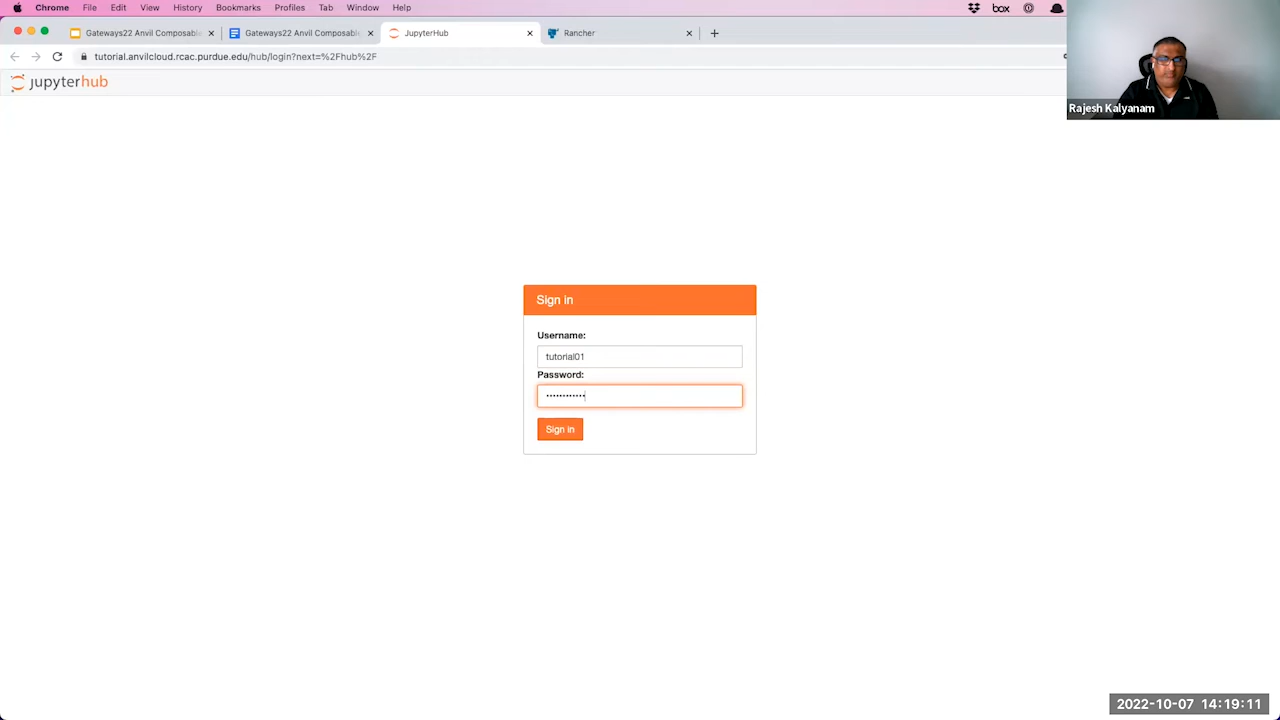 Chrome File Edit View History Bookmarks Profiles Tab Window Help box
Gateways22 Anvil Composable Gateways22 Anvil Composable JupyterHub Rancher
tutorial.anvilcloud.rcac.purdue.edu/hub/login?next=%2Fhub%2F
jupyterhub
Rajesh Kalyanam
Sign in
Username:
tutorial01
Password:
Sign in
2022-10-07 14:19:11